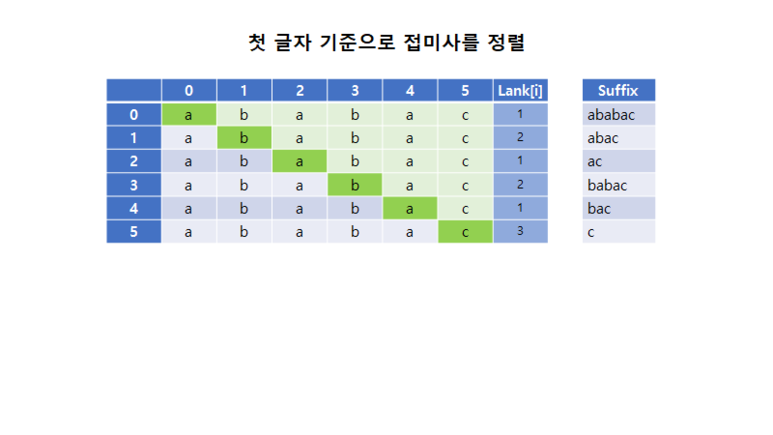 첫 글자 기준으로 접미사를 정렬
0 1 2 3 4 5 Lank[i] Suffix
0 a b a b a c 1 ababac
1 a b a b a c 2 abac
2 a b a b a c 1 ac
3 a b a b a c 2 babac
4 a b a b a c 1 bac
5 a b a b a c 3 c